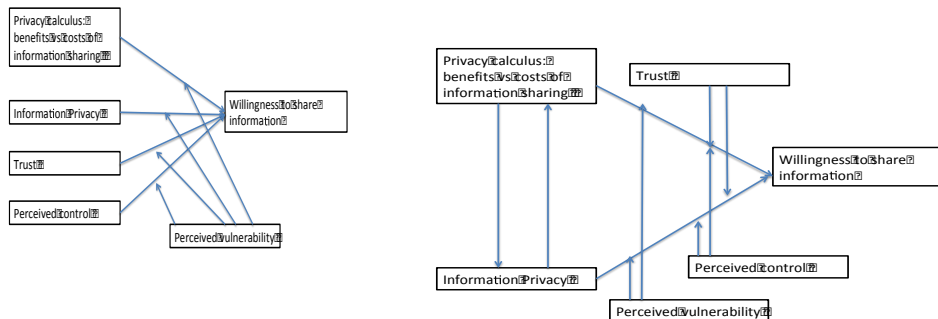 Privacy calculus:
benefits vs costs of
information sharing
Information Privacy
Trust
Perceived control
Willingness to share
information
Perceived vulnerability
Privacy calculus:
benefits vs costs of
information sharing
Trust
Willingness to share
information
Information Privacy
Perceived control
Perceived vulnerability